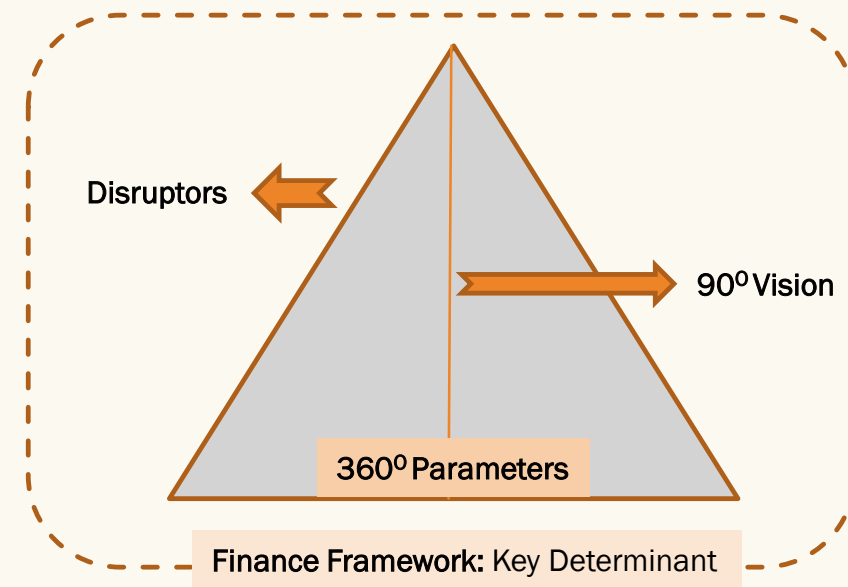 Disruptors
90⁰ Vision
360⁰ Parameters
Finance Framework: Key Determinant